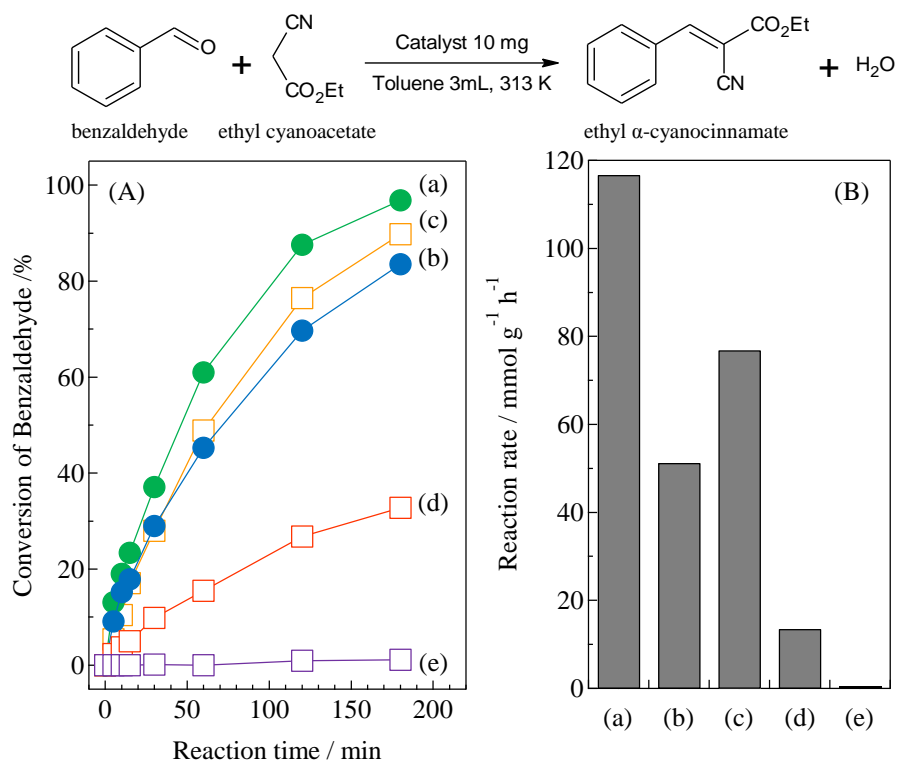 O
+
CN
CO₂Et
Catalyst 10 mg
Toluene 3mL, 313 K
CO₂Et
CN
+ H₂O
benzaldehyde
ethyl cyanoacetate
ethyl α-cyanocinnamate
(A)
Conversion of Benzaldehyde /%
100
80
60
40
20
0
(a)
(c)
(b)
(d)
(e)
0 50 100 150 200
Reaction time / min
(B)
Reaction rate / mmol g⁻¹ h⁻¹
120
100
80
60
40
20
0
(a) (b) (c) (d) (e)